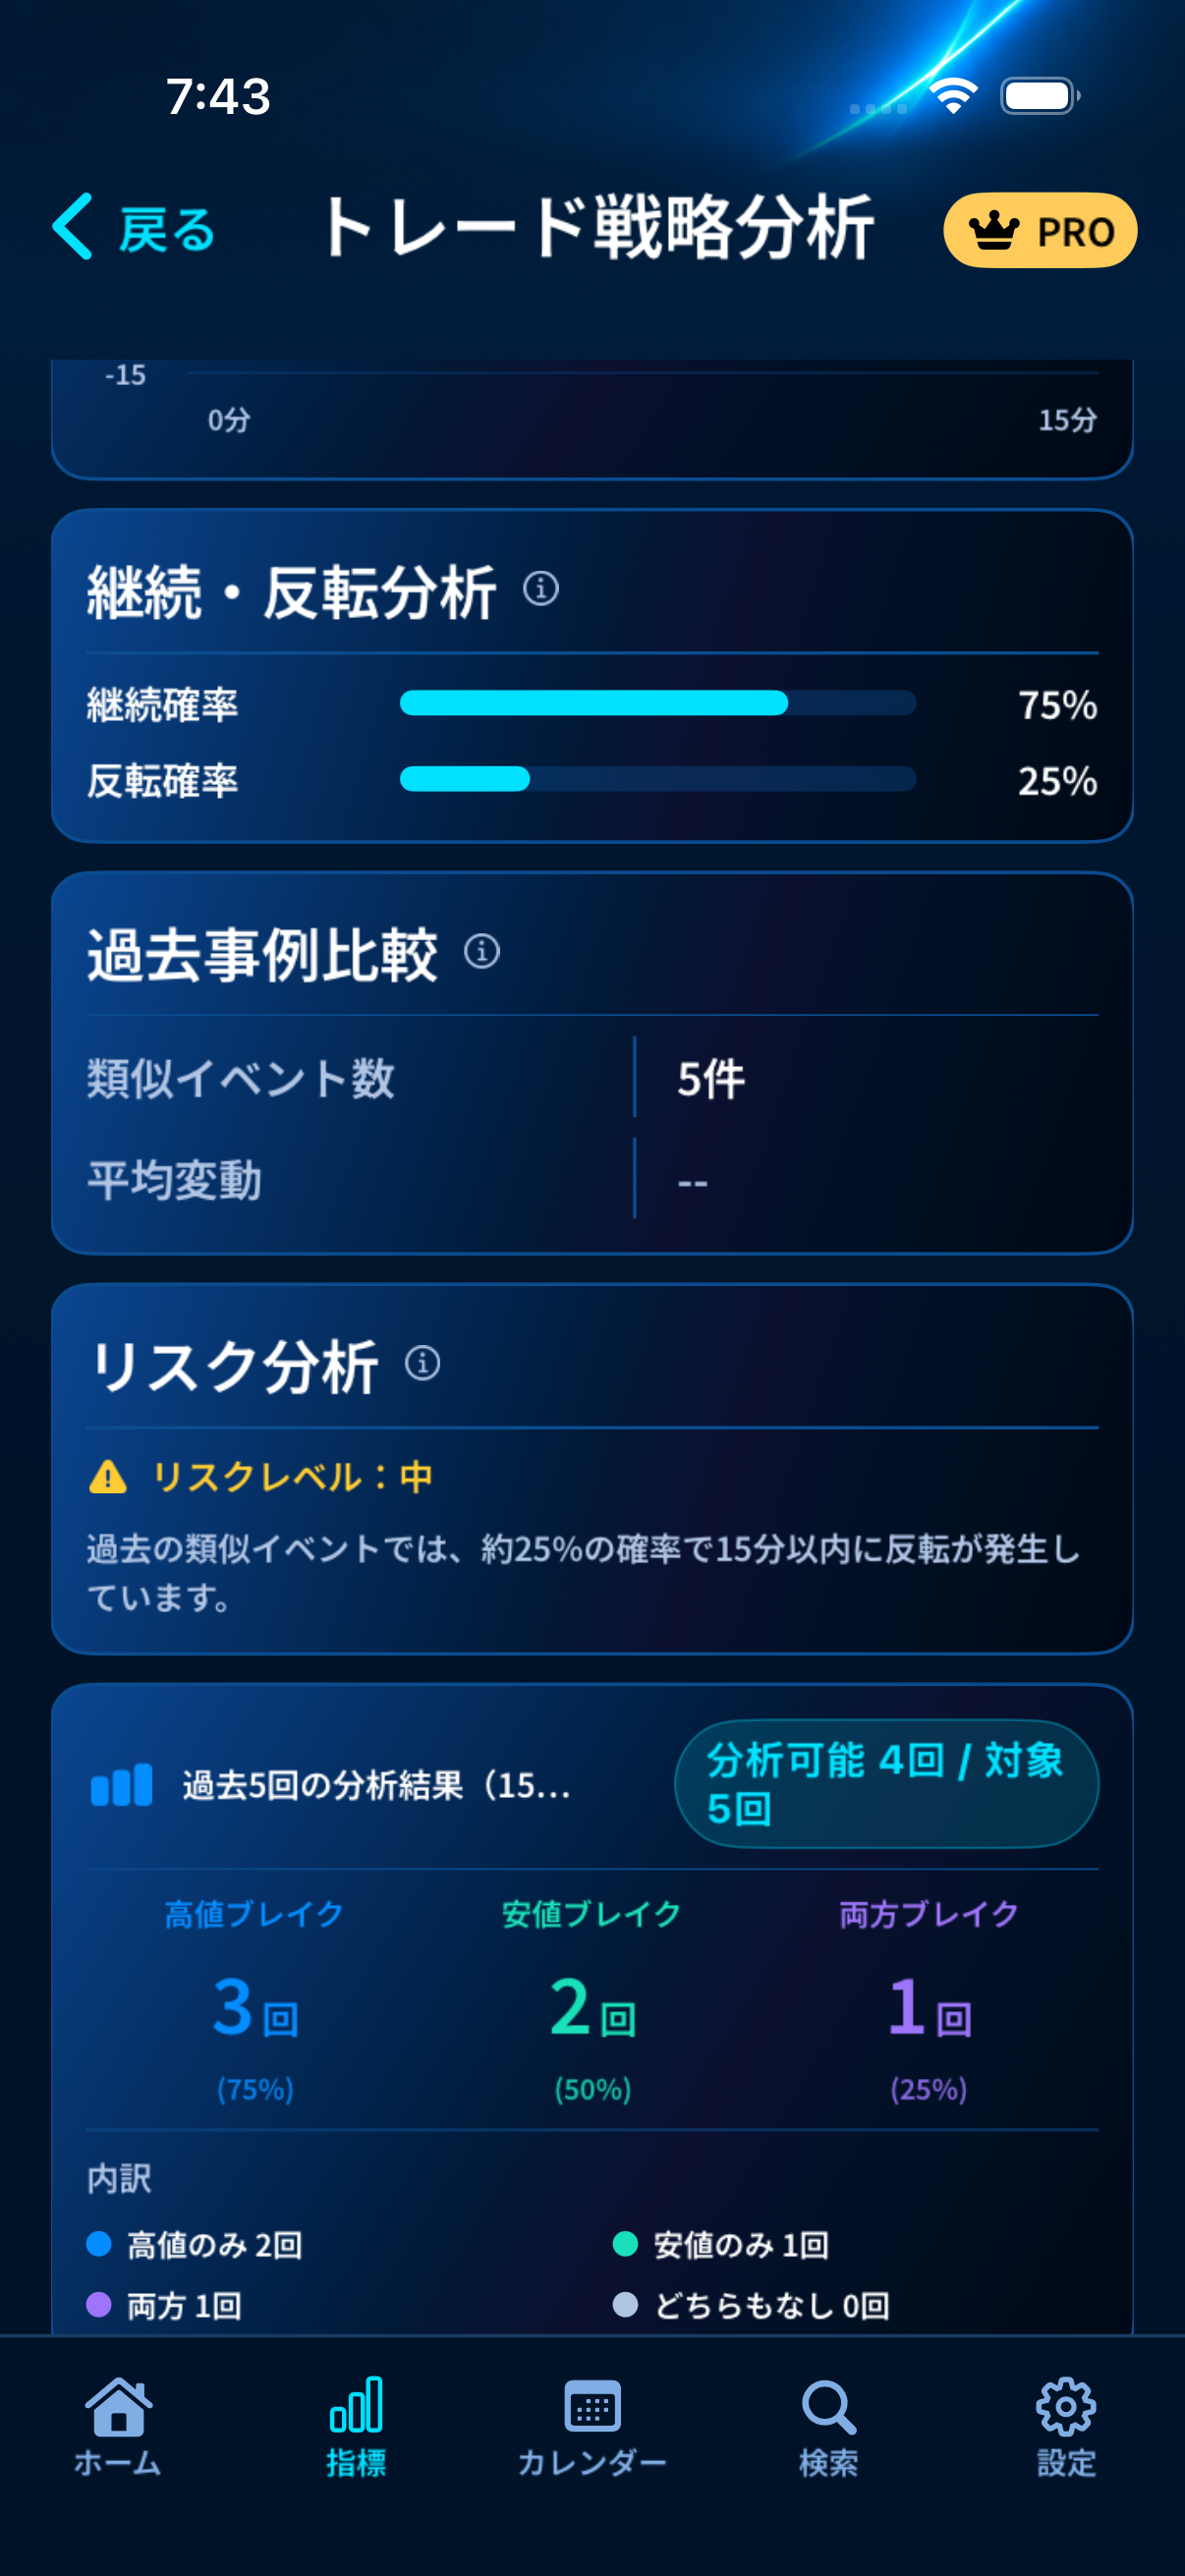 7:43
戻る
トレード戦略分析
PRO
-15
0分
15分
継続・反転分析
継続確率
75%
反転確率
25%
過去事例比較
類似イベント数
5件
平均変動
--
リスク分析
リスクレベル：中
過去の類似イベントでは、約25%の確率で15分以内に反転が発生し
ています。
過去5回の分析結果（15...
分析可能 4回 / 対象
5回
高値ブレイク
安値ブレイク
両方ブレイク
3回
2回
1回
(75%)
(50%)
(25%)
内訳
高値のみ 2回
安値のみ 1回
両方 1回
どちらもなし 0回
ホーム
指標
カレンダー
検索
設定